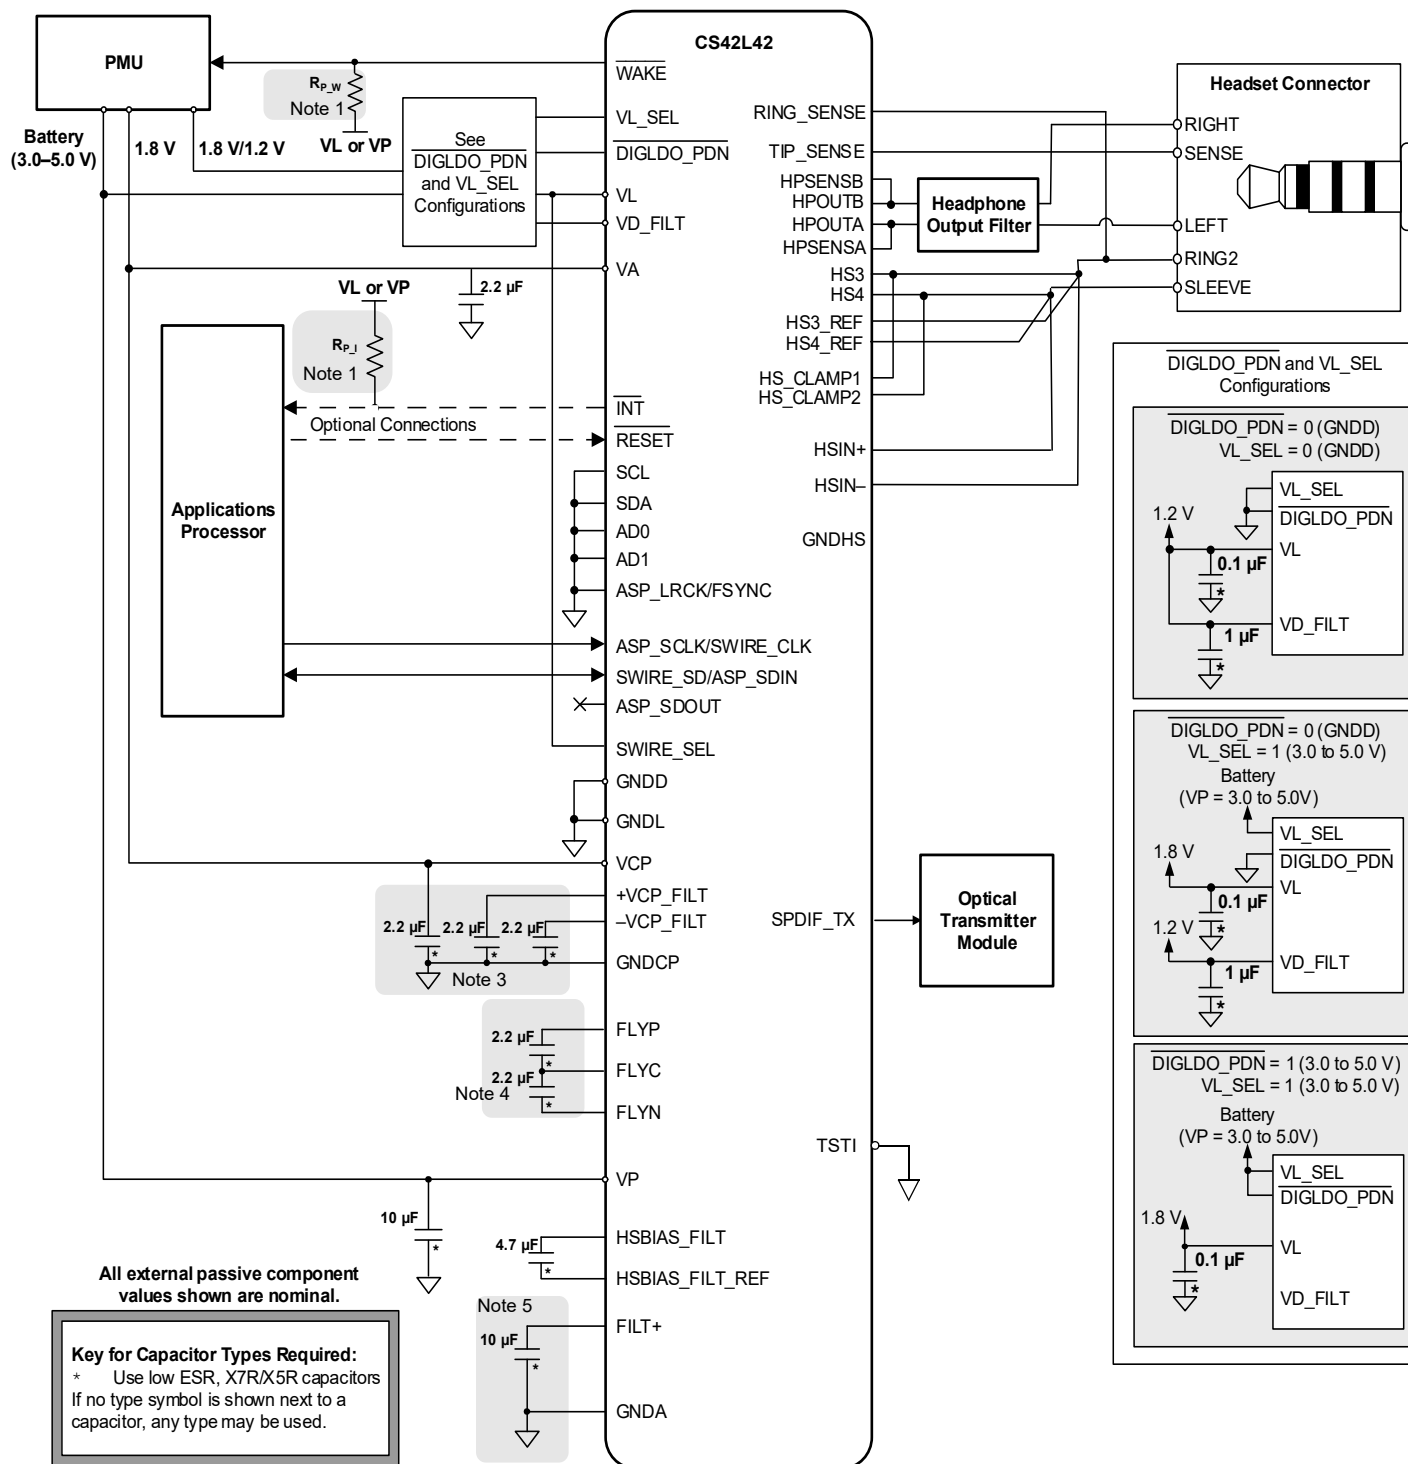 CS42L42
PMU
Battery
(3.0–5.0 V)
1.8 V
1.8 V/1.2 V
R_P_W
Note 1
VL or VP
See
DIGLDO_PDN
and VL_SEL
Configurations
WAKE
VL_SEL
DIGLDO_PDN
VL
VD_FILT
VA
2.2 µF
VL or VP
R_P_I
Note 1
Optional Connections
INT
RESET
Applications
Processor
SCL
SDA
AD0
AD1
ASP_LRCK/FSYNC
ASP_SCLK/SWIRE_CLK
SWIRE_SD/ASP_SDIN
ASP_SDOUT
SWIRE_SEL
GNDD
GNDL
VCP
+VCP_FILT
–VCP_FILT
GNDCP
2.2 µF
*
2.2 µF
*
2.2 µF
*
Note 3
FLYP
FLYC
FLYN
2.2 µF
*
2.2 µF
*
Note 4
VP
10 µF
*
HSBIAS_FILT
HSBIAS_FILT_REF
4.7 µF
*
Note 5
10 µF
*
FILT+
GNDA
All external passive component
values shown are nominal.
Key for Capacitor Types Required:
* Use low ESR, X7R/X5R capacitors
If no type symbol is shown next to a
capacitor, any type may be used.
RING_SENSE
TIP_SENSE
HPSENSB
HPOUTB
HPOUTA
HPSENSA
HS3
HS4
HS3_REF
HS4_REF
HS_CLAMP1
HS_CLAMP2
HSIN+
HSIN–
GNDHS
SPDIF_TX
TSTI
Headphone
Output Filter
Optical
Transmitter
Module
Headset Connector
RIGHT
SENSE
LEFT
RING2
SLEEVE
DIGLDO_PDN and VL_SEL
Configurations
DIGLDO_PDN = 0 (GNDD)
VL_SEL = 0 (GNDD)
VL_SEL
DIGLDO_PDN
1.2 V
VL
0.1 µF
*
VD_FILT
1 µF
*
DIGLDO_PDN = 0 (GNDD)
VL_SEL = 1 (3.0 to 5.0 V)
Battery
(VP = 3.0 to 5.0V)
VL_SEL
1.8 V
DIGLDO_PDN
VL
0.1 µF
*
1.2 V
VD_FILT
1 µF
*
DIGLDO_PDN = 1 (3.0 to 5.0 V)
VL_SEL = 1 (3.0 to 5.0 V)
Battery
(VP = 3.0 to 5.0V)
VL_SEL
DIGLDO_PDN
1.8 V
VL
0.1 µF
*
VD_FILT